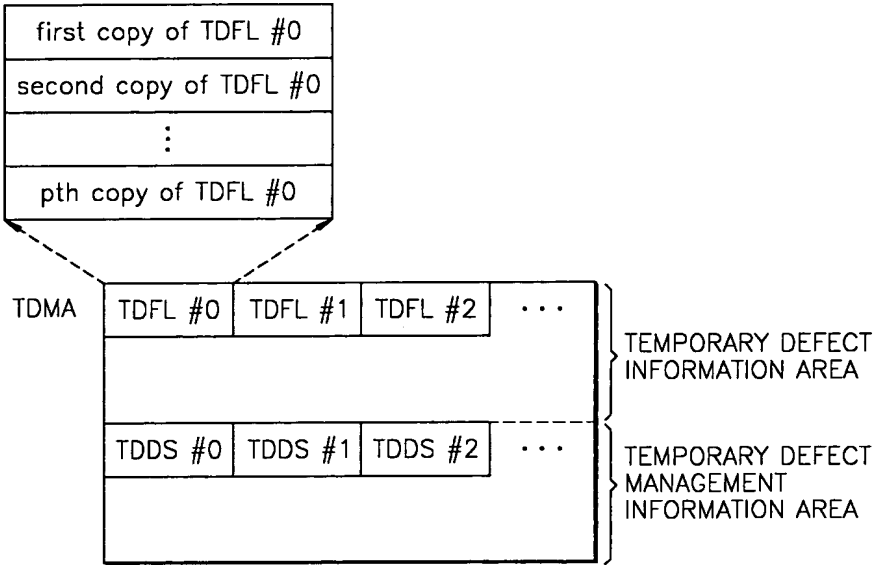 first copy of TDFL #0
second copy of TDFL #0
⋮
pth copy of TDFL #0
TDMA
TDFL #0 TDFL #1 TDFL #2 ...
TEMPORARY DEFECT
INFORMATION AREA
TDDS #0 TDDS #1 TDDS #2 ...
TEMPORARY DEFECT
MANAGEMENT
INFORMATION AREA